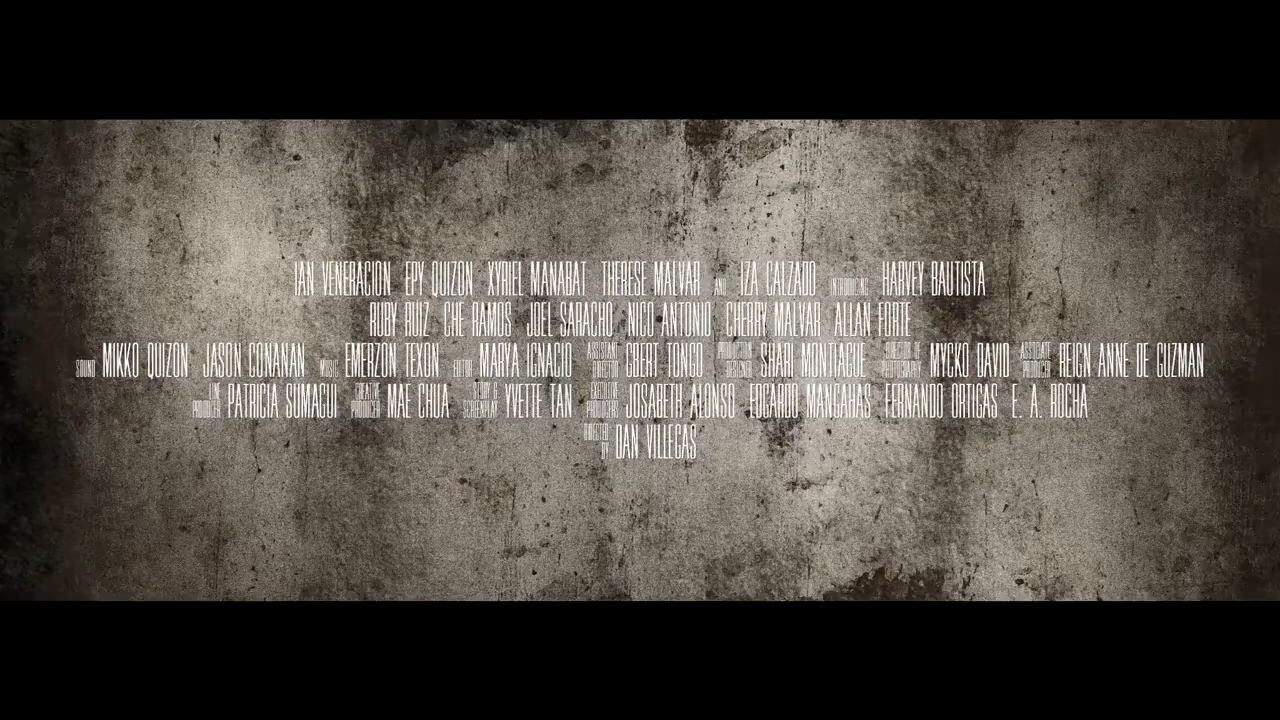 IAN VENERACION EPY QUIZON XYRIEL MANABAT THERESE MALVAR AND IZA CALZADO INTRODUCING HARVEY BAUTISTA
RUBY RUIZ CHE RAMOS JOEL SARACHO NICO ANTONIO CHERRY MALVAR ALLAN FORTE
SOUND MIKKO QUIZON JASON CONANAN MUSIC EMERZON TEXON EDITOR MARYA IGNACIO ASSISTANT DIRECTOR GBERT TONGO PRODUCTION DESIGNER SHARI MONTIAGUE DIRECTOR OF PHOTOGRAPHY MYCKO DAVID ASSOCIATE PRODUCER REIGN ANNE DE GUZMAN
LINE PRODUCER PATRICIA SUMAGUI CREATIVE PRODUCER MAE CHUA STORY & SCREENPLAY YVETTE TAN EXECUTIVE PRODUCERS JOSABETH ALONSO EDGARDO MANGAHAS FERNANDO ORTIGAS E. A. ROCHA
DIRECTED BY DAN VILLEGAS